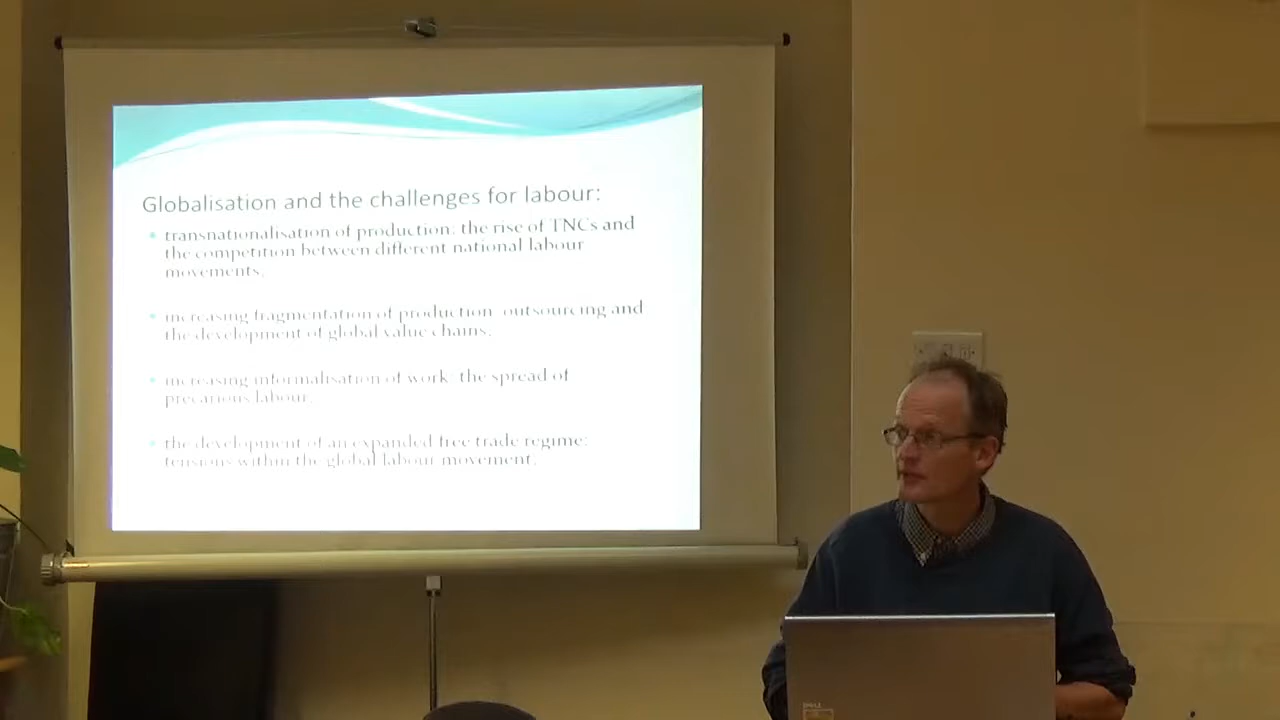 Globalisation and the challenges for labour:
transnationalisation of production: the rise of TNCs and
the competition between different national labour
movements.
increasing fragmentation of production: outsourcing and
the development of global value chains.
increasing informalisation of work: the spread of
precarious labour.
the development of an expanded free trade regime:
tensions within the global labour movement.
DELL